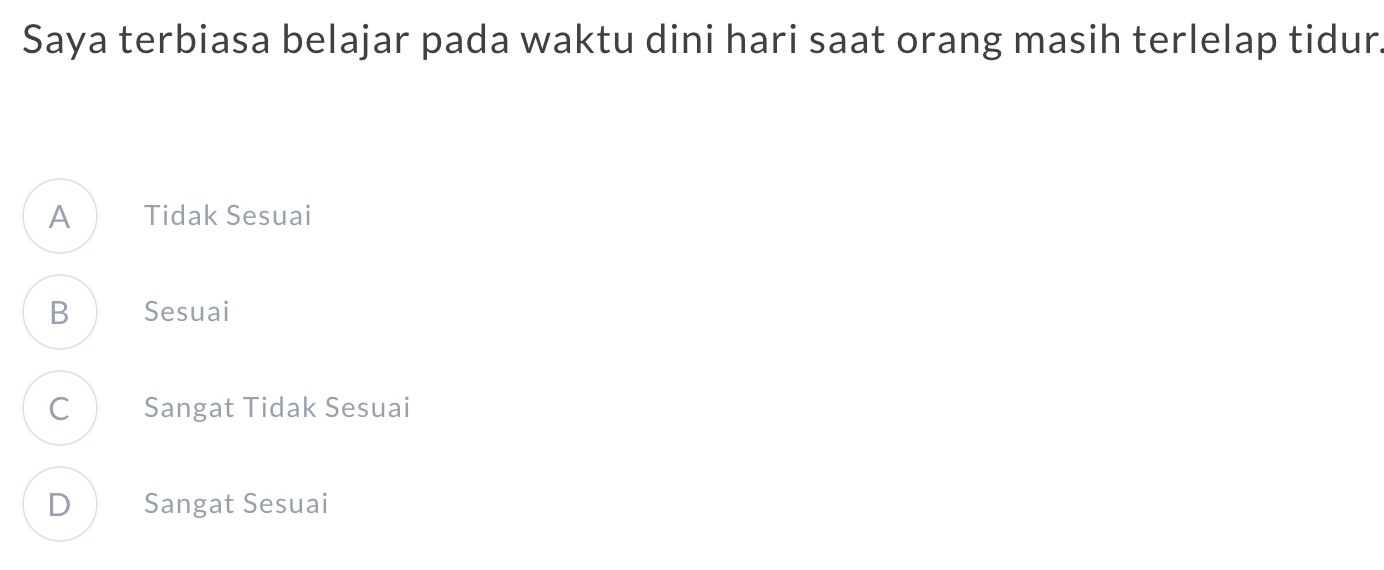 Saya terbiasa belajar pada waktu dini hari saat orang masih terlelap tidur.
A Tidak Sesuai
B Sesuai
C Sangat Tidak Sesuai
D Sangat Sesuai